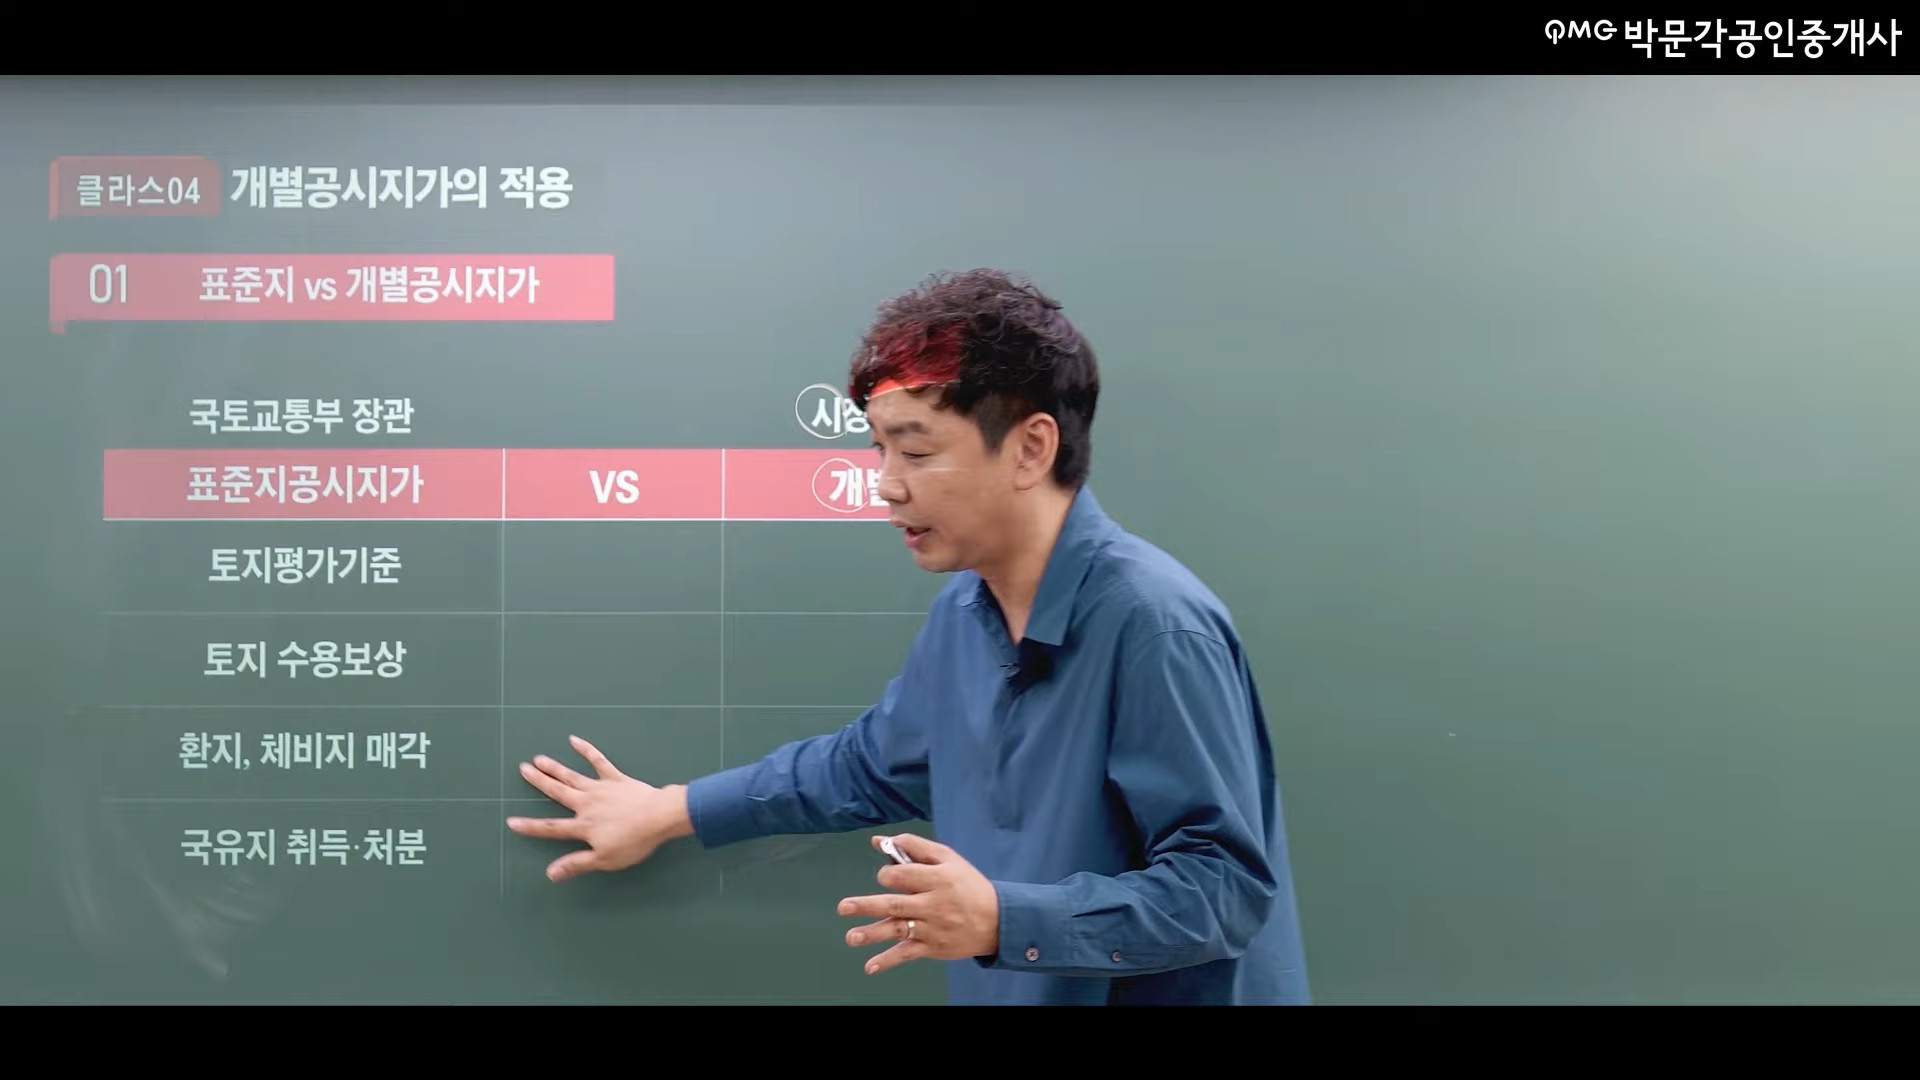 PMG 박문각공인중개사
클라스04 개별공시지가의 적용
01 표준지 vs 개별공시지가
국토교통부 장관
표준지공시지가 VS
토지평가기준
토지 수용보상
환지, 체비지 매각
국유지 취득·처분